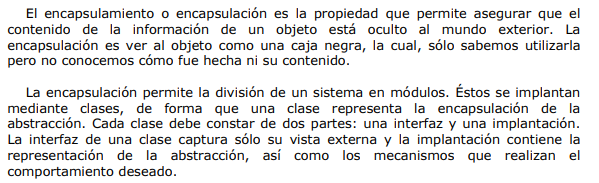 El encapsulamiento o encapsulación es la propiedad que permite asegurar que el
contenido de la información de un objeto está oculto al mundo exterior. La
encapsulación es ver al objeto como una caja negra, la cual, sólo sabemos utilizarla
pero no conocemos cómo fue hecha ni su contenido.
La encapsulación permite la división de un sistema en módulos. Éstos se implantan
mediante clases, de forma que una clase representa la encapsulación de la
abstracción. Cada clase debe constar de dos partes: una interfaz y una implantación.
La interfaz de una clase captura sólo su vista externa y la implantación contiene la
representación de la abstracción, así como los mecanismos que realizan el
comportamiento deseado.